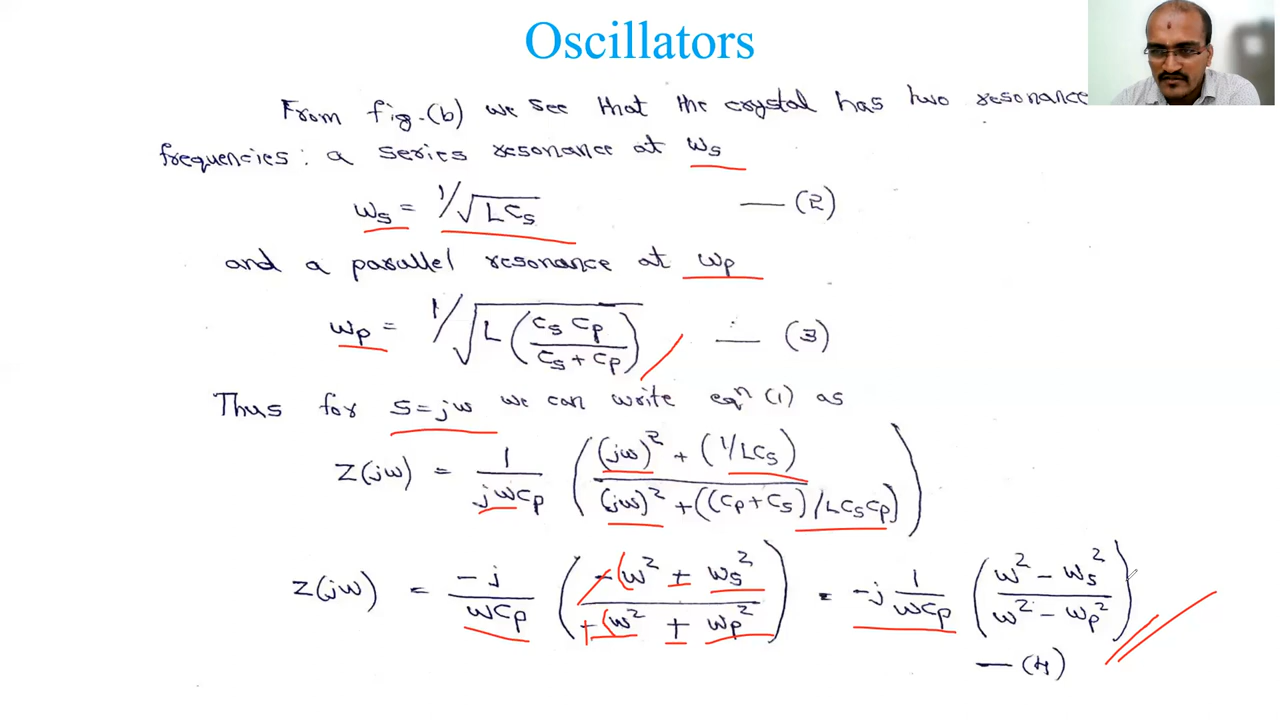 Oscillators
From fig.(b) we see that the crystal has two resonance
frequencies: a series resonance at ωs
ωs = 1/√LCs —(2)
and a parallel resonance at ωp
ωp = 1/√L(CsCp/Cs+Cp) —(3)
Thus for s=jω we can write eqn (1) as
Z(jω) = 1/jωCp ((jω)² + (1/LCs) / (jω)² + ((Cp+Cs)/LCsCp))
Z(jω) = -j/ωCp (-(ω² + ωs² / -(ω² + ωp²) = -j 1/ωCp (ω² - ωs² / ω² - ωp²)
—(4)